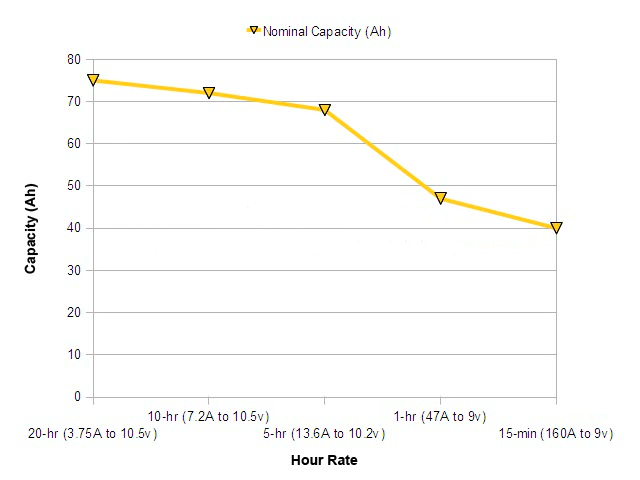 Nominal Capacity (Ah)
80
70
60
50
40
30
20
10
0
Capacity (Ah)
10-hr (7.2A to 10.5v)
1-hr (47A to 9v)
20-hr (3.75A to 10.5v)
5-hr (13.6A to 10.2v)
15-min (160A to 9v)
Hour Rate